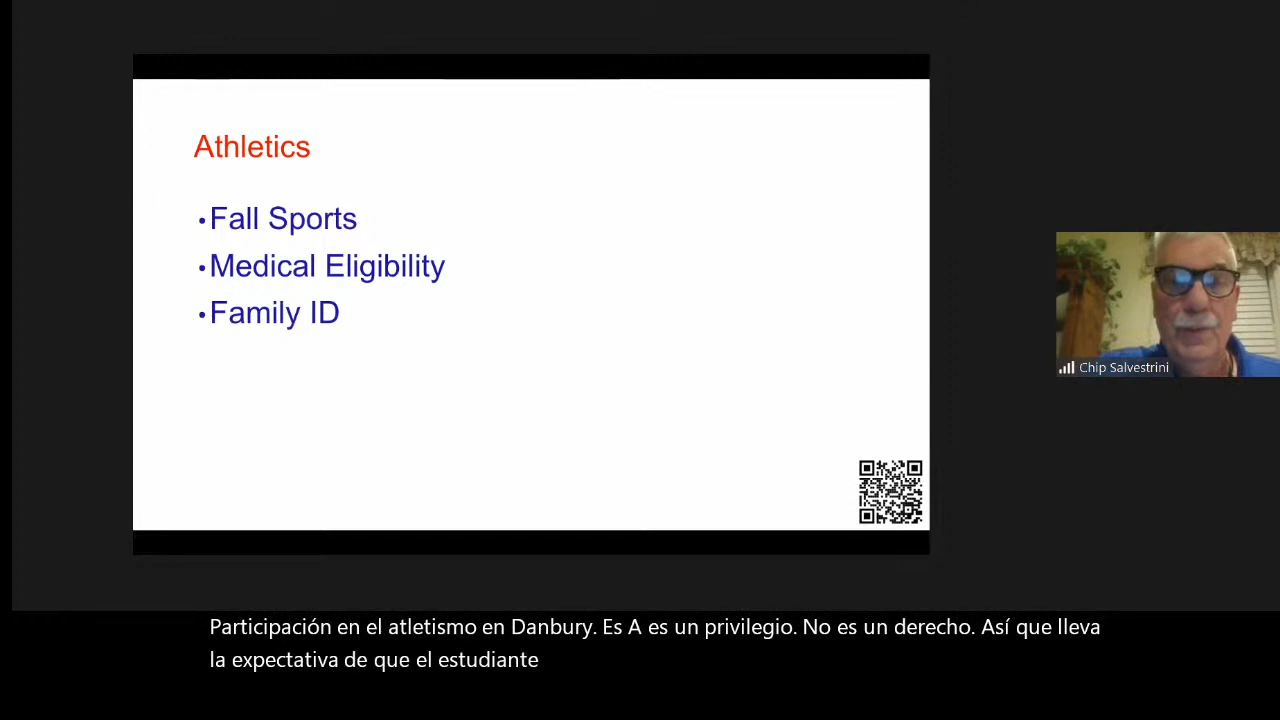 Athletics
•Fall Sports
•Medical Eligibility
•Family ID
Chip Salvestrini
Participación en el atletismo en Danbury. Es A es un privilegio. No es un derecho. Así que lleva
la expectativa de que el estudiante